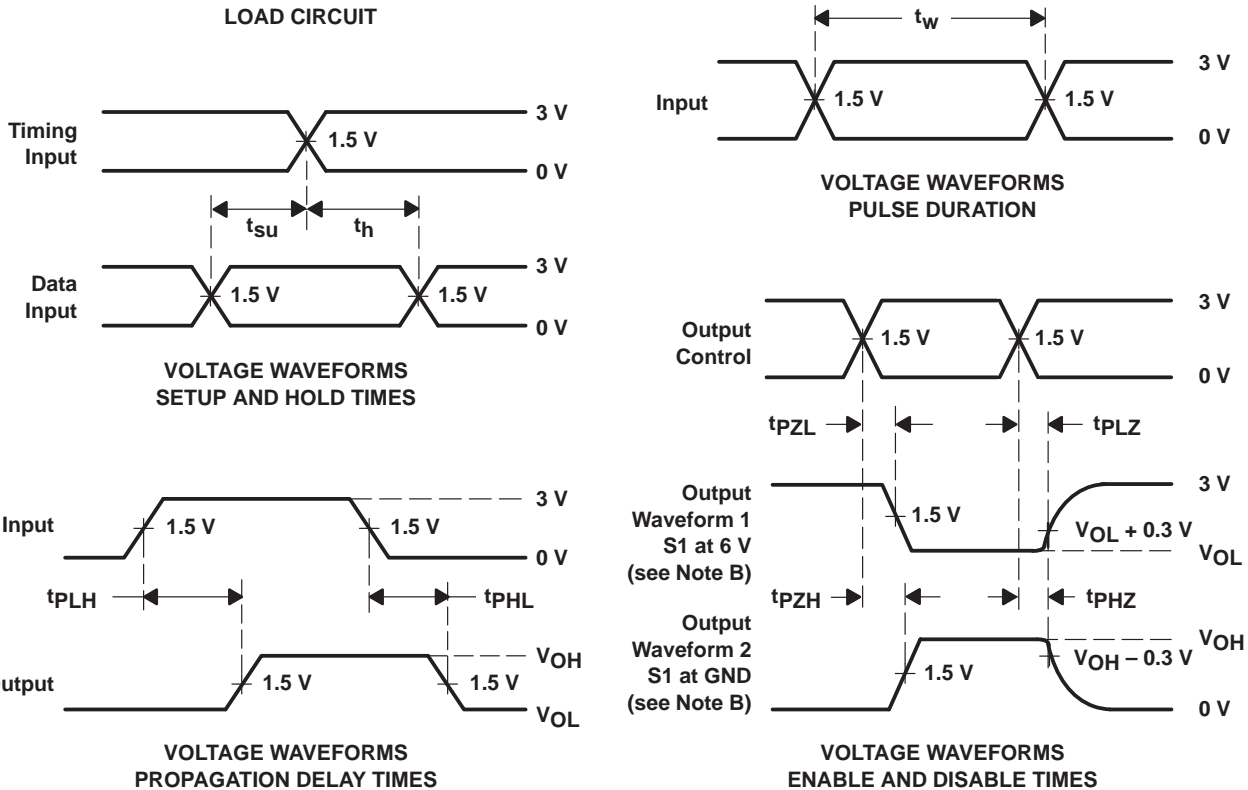 LOAD CIRCUIT
Timing
Input
1.5 V
3 V
0 V
tsu
th
Data
Input
1.5 V
1.5 V
3 V
0 V
VOLTAGE WAVEFORMS
SETUP AND HOLD TIMES
Input
1.5 V
1.5 V
3 V
0 V
tPLH
tPHL
utput
1.5 V
1.5 V
VOH
VOL
VOLTAGE WAVEFORMS
PROPAGATION DELAY TIMES
tw
Input
1.5 V
1.5 V
3 V
0 V
VOLTAGE WAVEFORMS
PULSE DURATION
Output
Control
1.5 V
1.5 V
3 V
0 V
tPZL
tPLZ
Output
Waveform 1
S1 at 6 V
(see Note B)
1.5 V
3 V
VOL + 0.3 V
VOL
tPZH
tPHZ
Output
Waveform 2
S1 at GND
(see Note B)
1.5 V
VOH
VOH – 0.3 V
0 V
VOLTAGE WAVEFORMS
ENABLE AND DISABLE TIMES